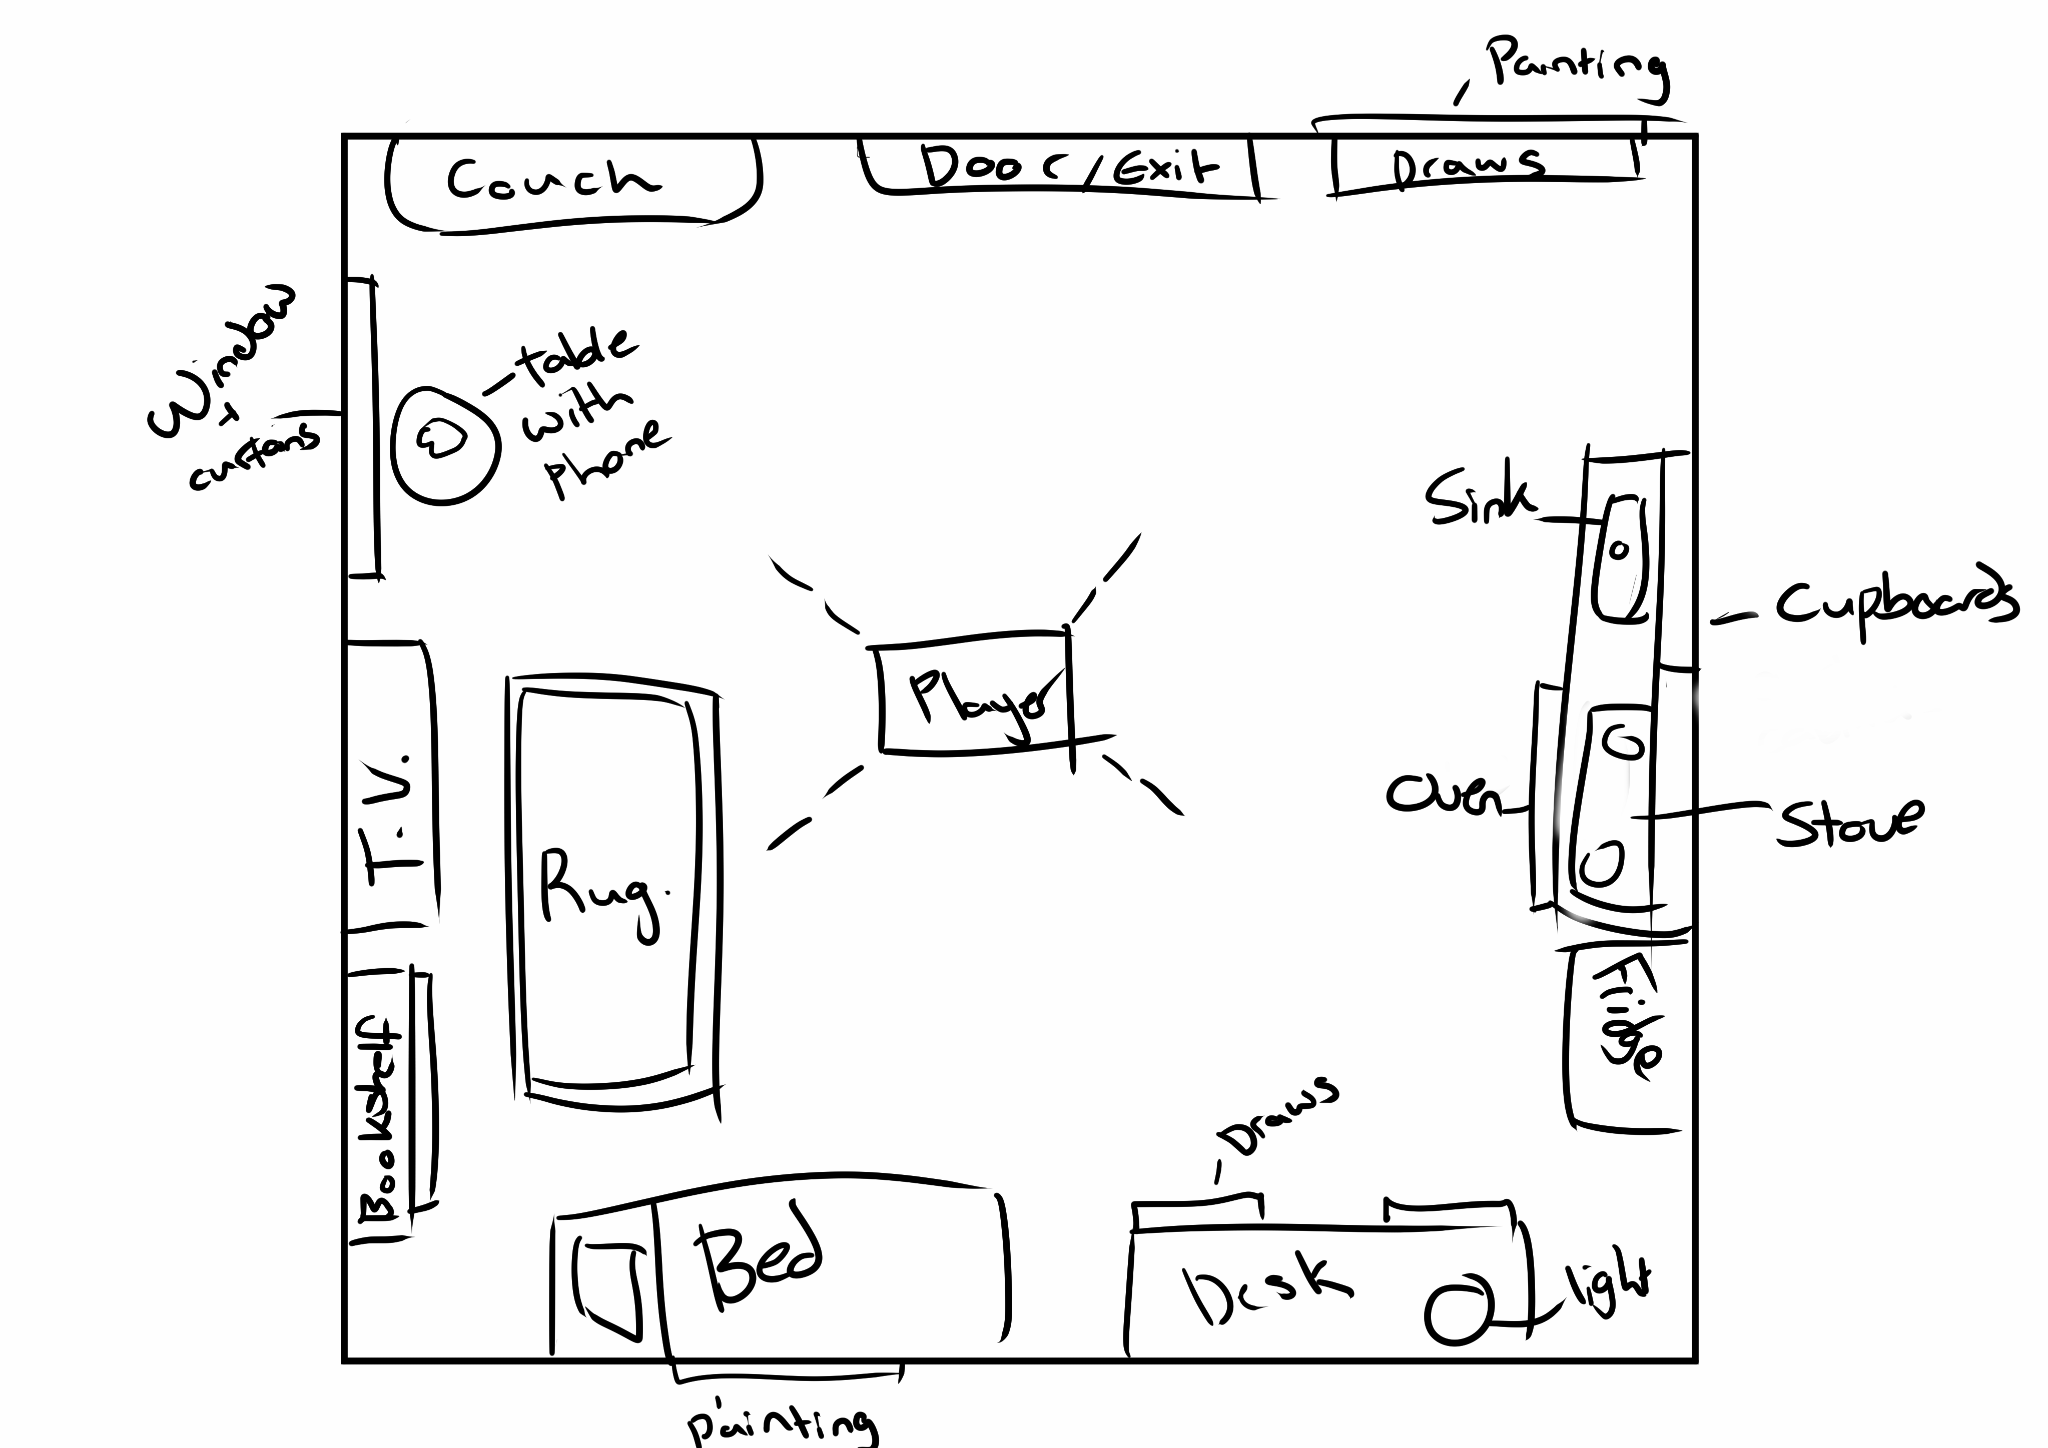 Painting
Couch
Door/Exit
Draws
Window
+
curtans
table
with
phone
Sink
Cupboards
Player
T.V.
Oven
Stove
Rug.
Fridge
Bookshelf
Draws
Bed
Desk
light
painting